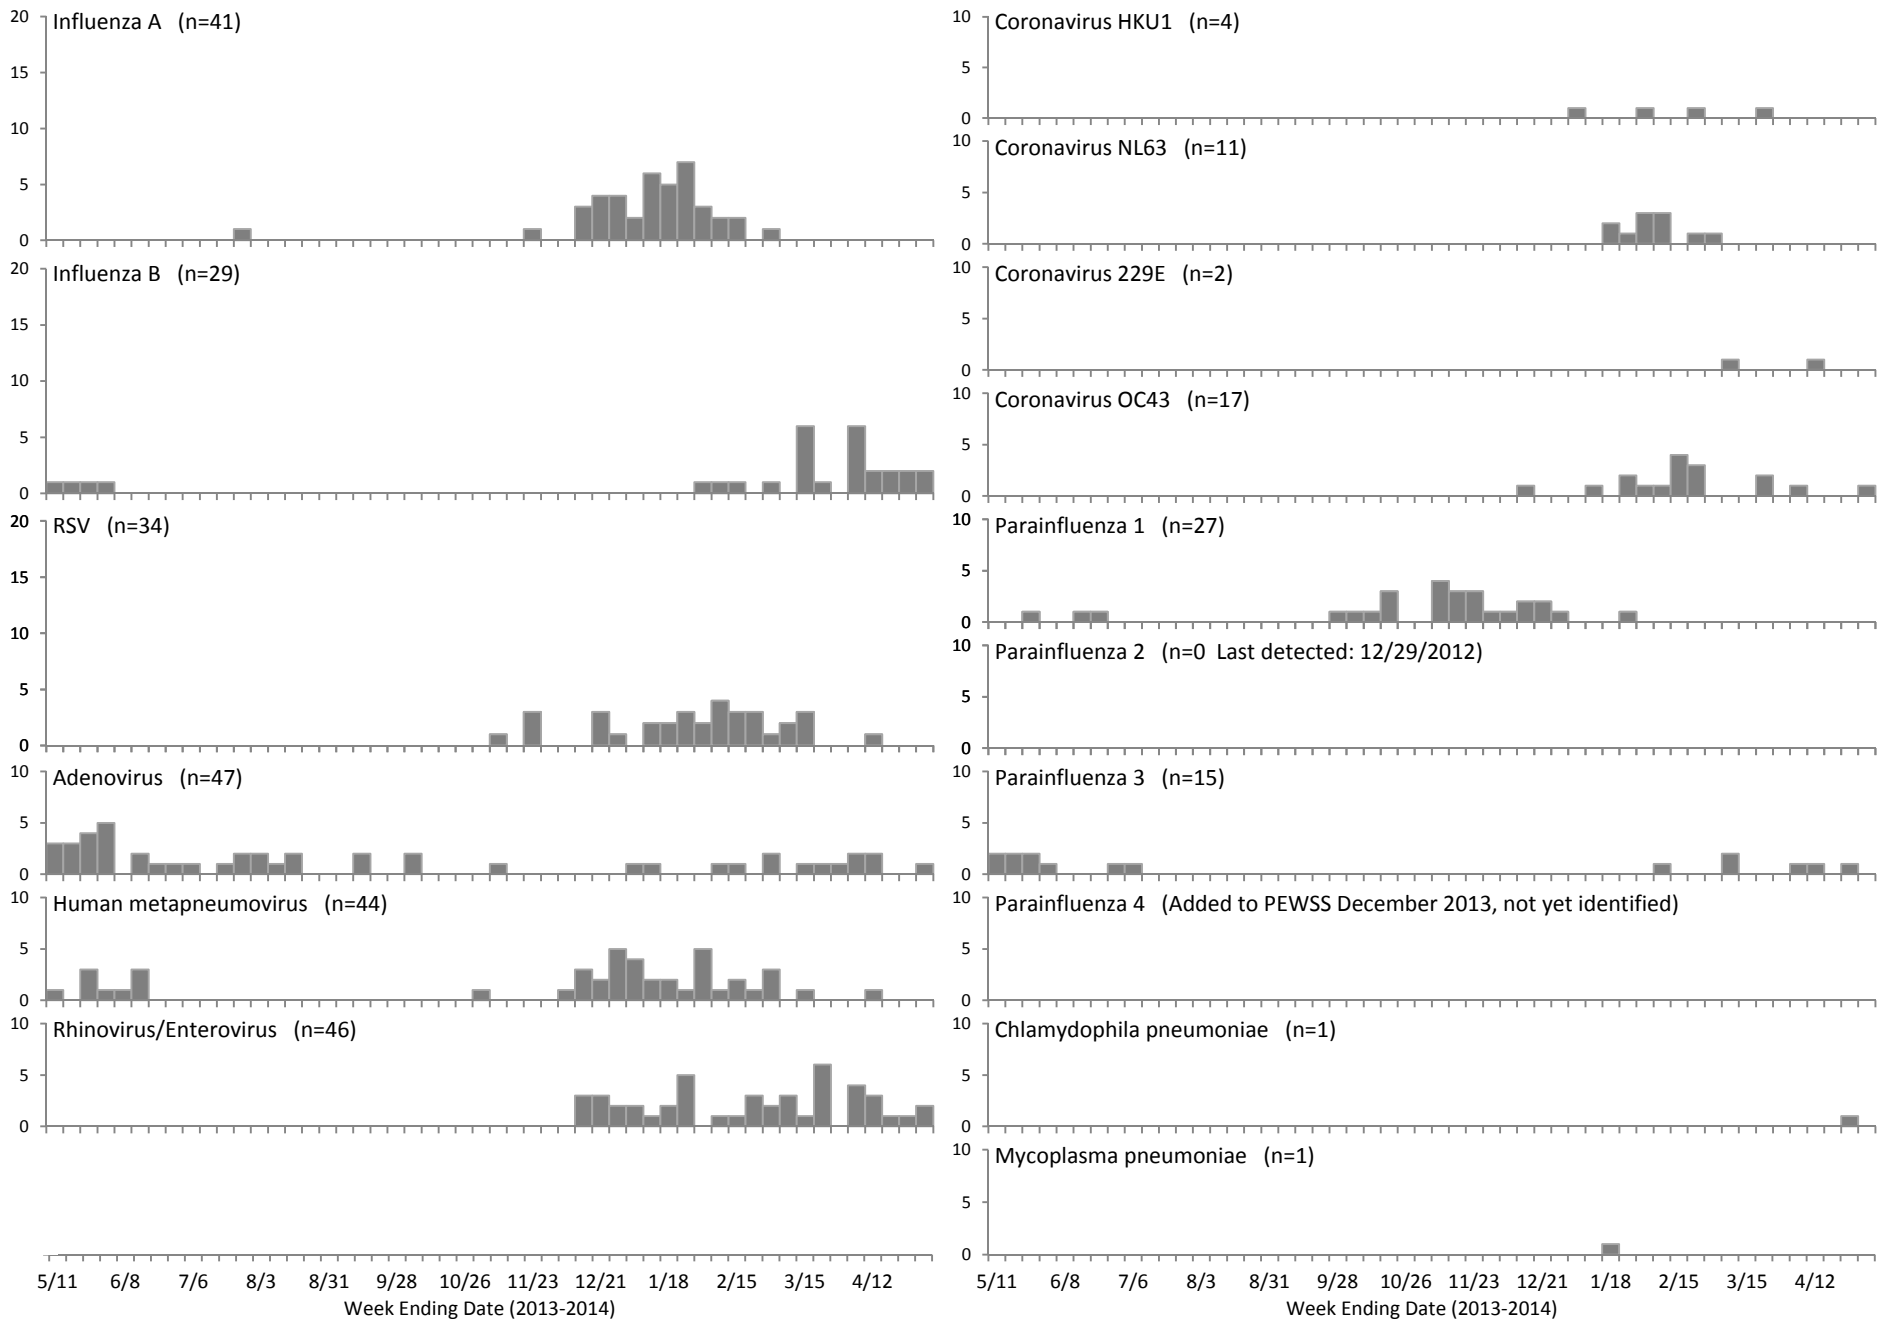 Influenza A (n=41)
20
15
10
5
0
Influenza B (n=29)
20
15
10
5
0
RSV (n=34)
20
15
10
5
0
Adenovirus (n=47)
10
5
0
Human metapneumovirus (n=44)
10
5
0
Rhinovirus/Enterovirus (n=46)
10
5
0
5/11 6/8 7/6 8/3 8/31 9/28 10/26 11/23 12/21 1/18 2/15 3/15 4/12
Week Ending Date (2013-2014)
Coronavirus HKU1 (n=4)
10
5
0
Coronavirus NL63 (n=11)
10
5
0
Coronavirus 229E (n=2)
10
5
0
Coronavirus OC43 (n=17)
10
5
0
Parainfluenza 1 (n=27)
10
5
0
Parainfluenza 2 (n=0 Last detected: 12/29/2012)
10
5
0
Parainfluenza 3 (n=15)
10
5
0
Parainfluenza 4 (Added to PEWSS December 2013, not yet identified)
10
5
0
Chlamydophila pneumoniae (n=1)
10
5
0
Mycoplasma pneumoniae (n=1)
10
5
0
5/11 6/8 7/6 8/3 8/31 9/28 10/26 11/23 12/21 1/18 2/15 3/15 4/12
Week Ending Date (2013-2014)